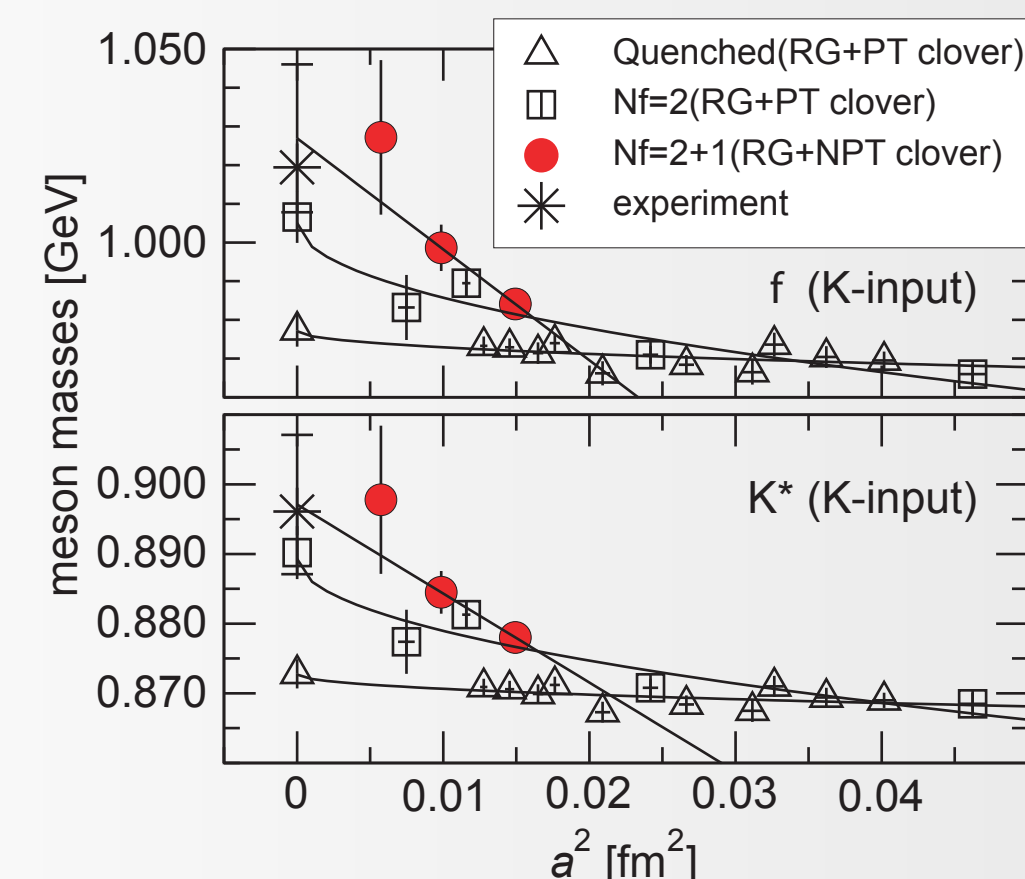 1.050
Quenched(RG+PT clover)
Nf=2(RG+PT clover)
Nf=2+1(RG+NPT clover)
experiment
1.000
f (K-input)
meson masses [GeV]
0.900
K* (K-input)
0.890
0.880
0.870
0 0.01 0.02 0.03 0.04
a² [fm²]